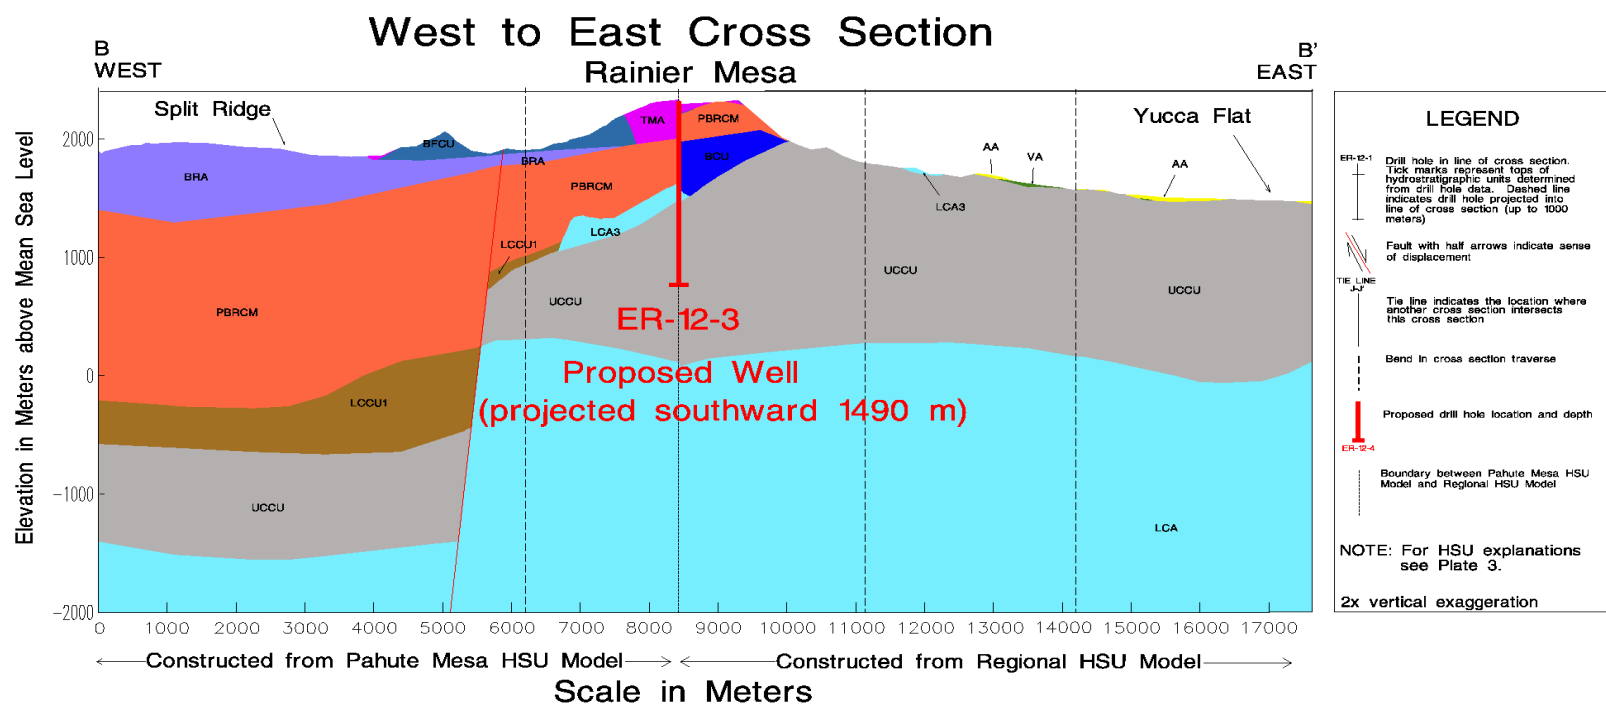 West to East Cross Section
B
WEST
Rainier Mesa
B'
EAST
Split Ridge
Yucca Flat
Elevation in Meters above Mean Sea Level
2000
1000
0
−1000
−2000
TMA
PBRCM
BFCU
BRA
BRA
BCU
PBRCM
AA
VA
AA
LCA3
LCCU1
LCA3
UCCU
UCCU
UCCU
PBRCM
ER-12-3
Proposed Well
(projected southward 1490 m)
LCCU1
UCCU
LCA
0 1000 2000 3000 4000 5000 6000 7000 8000 9000 10000 11000 12000 13000 14000 15000 16000 17000
Constructed from Pahute Mesa HSU Model
Constructed from Regional HSU Model
Scale in Meters
LEGEND
ER-12-1
Drill hole in line of cross section.
Tick marks represent tops of
hydrostratigraphic units determined
from drill hole data. Dashed line
indicates drill hole projected into
line of cross section (up to 1000
meters)
Fault with half arrows indicate sense
of displacement
TIE LINE
J-J'
Tie line indicates the location where
another cross section intersects
this cross section
Bend in cross section traverse
Proposed drill hole location and depth
ER-12-4
Boundary between Pahute Mesa HSU
Model and Regional HSU Model
NOTE: For HSU explanations
see Plate 3.
2x vertical exaggeration